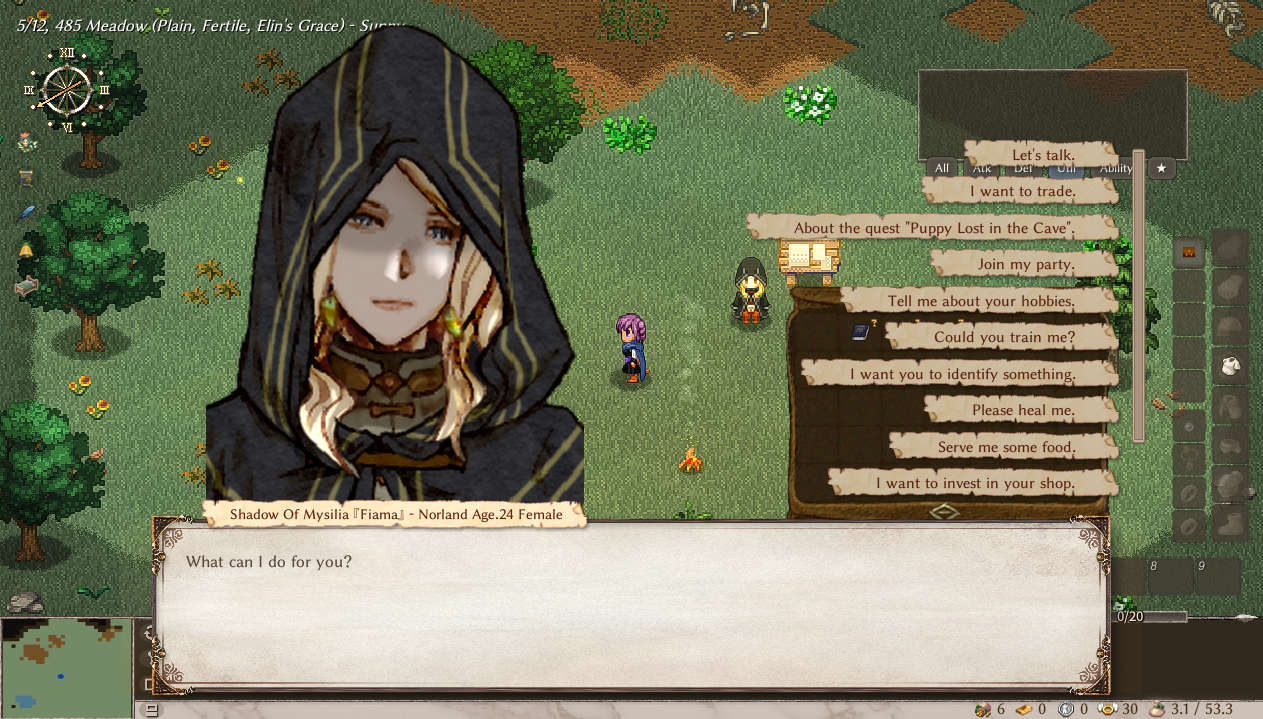 5/12, 485 Meadow (Plain, Fertile, Elin's Grace) - Sunny
XII
IX
III
VI
Let's talk.
All Atk Def Util Ability ★
I want to trade.
About the quest "Puppy Lost in the Cave".
Join my party.
Tell me about your hobbies.
Could you train me?
I want you to identify something.
Please heal me.
Serve me some food.
I want to invest in your shop.
Shadow Of Mysilia『Fiama』 - Norland Age.24 Female
What can I do for you?
8 9
0/20
6 0 0 30 3.1 / 53.3